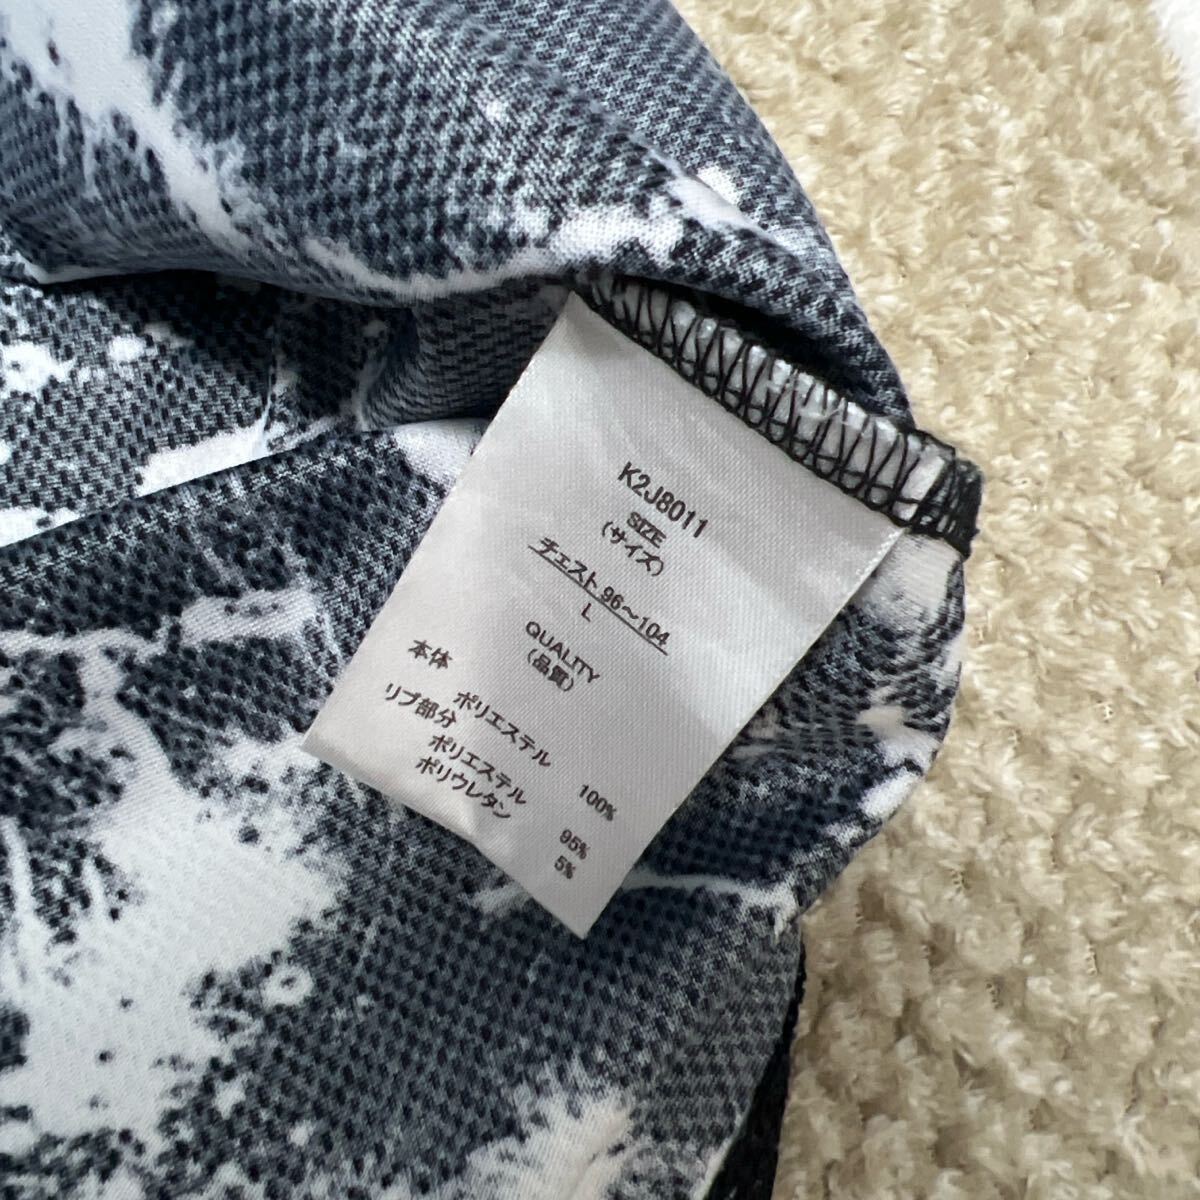 K2J8011
SIZE
(サイズ)
チェスト 96～104
L
QUALITY
(品質)
本体
ポリエステル 100%
リブ部分
ポリエステル 95%
ポリウレタン 5%